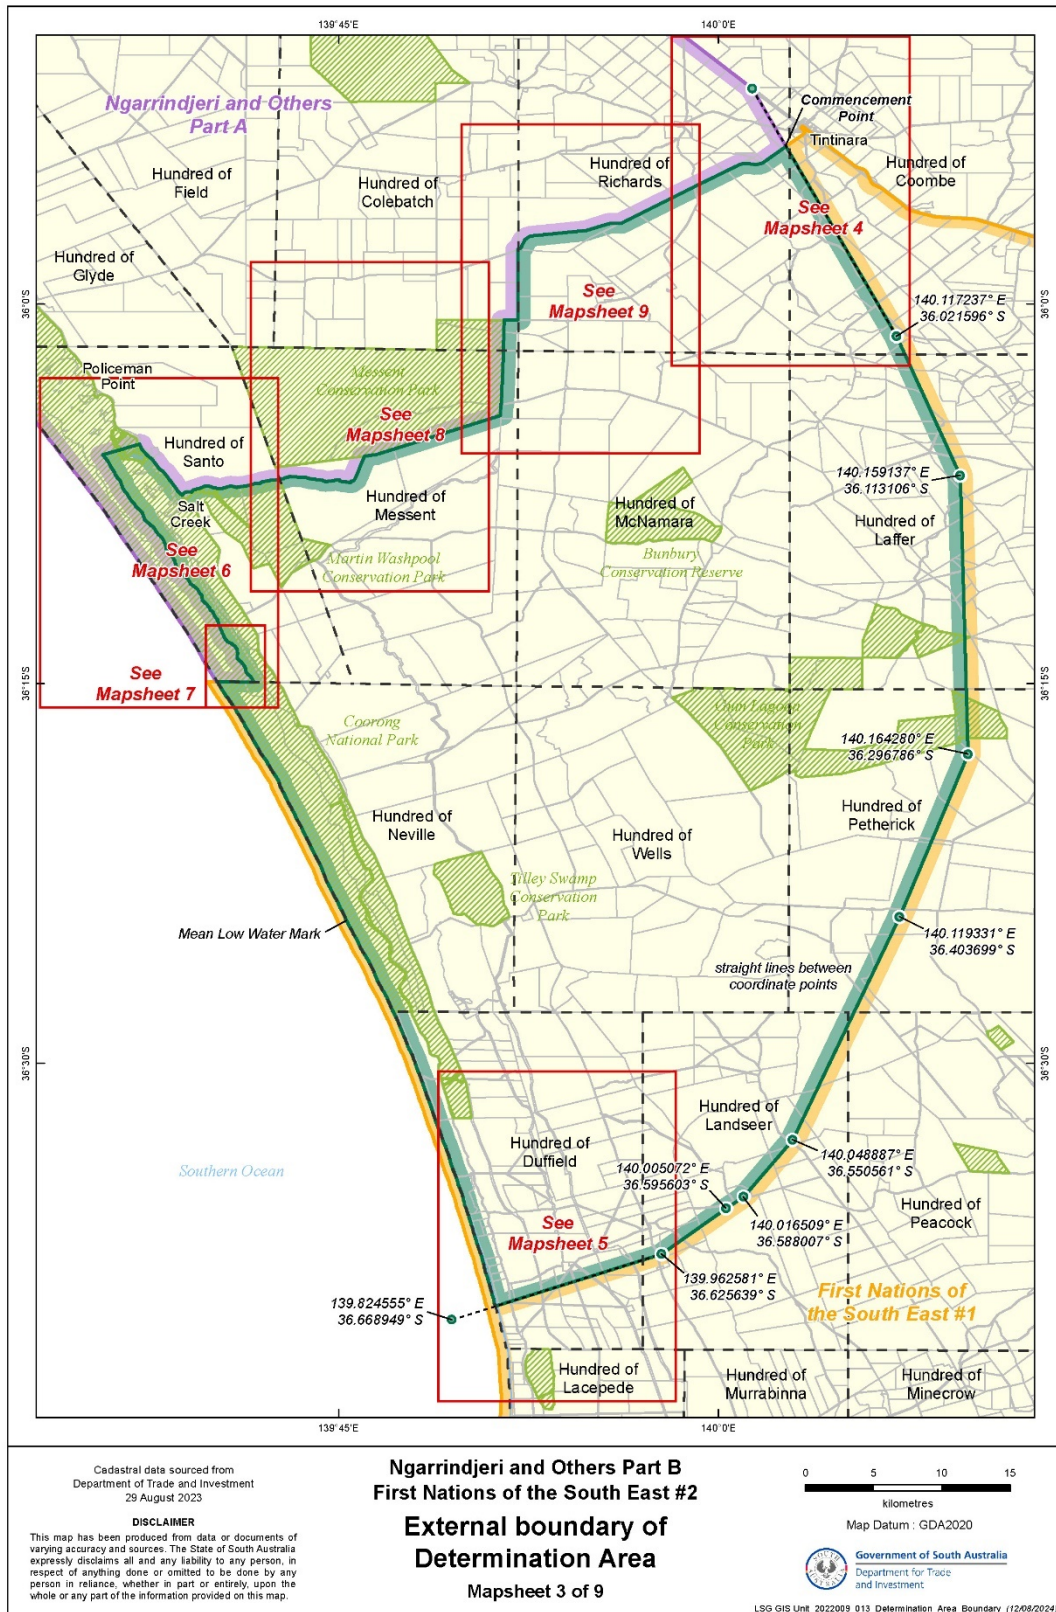 139°45'E
140°0'E
Ngarrindjeri and Others
Part A
Commencement
Point
Tintinara
Hundred of
Field
Hundred of
Colebatch
Hundred of
Richards
Hundred of
Coombe
See
Mapsheet 4
Hundred of
Glyde
36°0'S
36°0'S
See
Mapsheet 9
140.117237° E
36.021596° S
Policeman
Point
Messent
Conservation Park
See
Mapsheet 8
Hundred of
Santo
140.159137° E
36.113106° S
Salt
Creek
Hundred of
Messent
Hundred of
McNamara
Hundred of
Laffer
See
Mapsheet 6
Martin Washpool
Conservation Park
Bunbury
Conservation Reserve
See
Mapsheet 7
36°15'S
36°15'S
Coorong
National Park
Gum Lagoon
Conservation
Park
140.164280° E
36.296786° S
Hundred of
Neville
Hundred of
Wells
Hundred of
Petherick
Tilley Swamp
Conservation
Park
Mean Low Water Mark
140.119331° E
36.403699° S
straight lines between
coordinate points
36°30'S
36°30'S
Hundred of
Landseer
Hundred of
Duffield
140.048887° E
36.550561° S
Southern Ocean
140.005072° E
36.595603° S
Hundred of
Peacock
See
Mapsheet 5
140.016509° E
36.588007° S
139.962581° E
36.625639° S
139.824555° E
36.668949° S
First Nations of
the South East #1
Hundred of
Lacepede
Hundred of
Murrabinna
Hundred of
Minecrow
139°45'E
140°0'E
Cadastral data sourced from
Department of Trade and Investment
29 August 2023
DISCLAIMER
This map has been produced from data or documents of
varying accuracy and sources. The State of South Australia
expressly disclaims all and any liability to any person, in
respect of anything done or omitted to be done by any
person in reliance, whether in part or entirely, upon the
whole or any part of the information provided on this map.
Ngarrindjeri and Others Part B
First Nations of the South East #2
External boundary of
Determination Area
Mapsheet 3 of 9
0 5 10 15
kilometres
Map Datum : GDA2020
SOUTH
AUSTRALIA
Government of South Australia
Department for Trade
and Investment
LSG GIS Unit 2022009_013_Determination_Area_Boundary (12/08/2024)